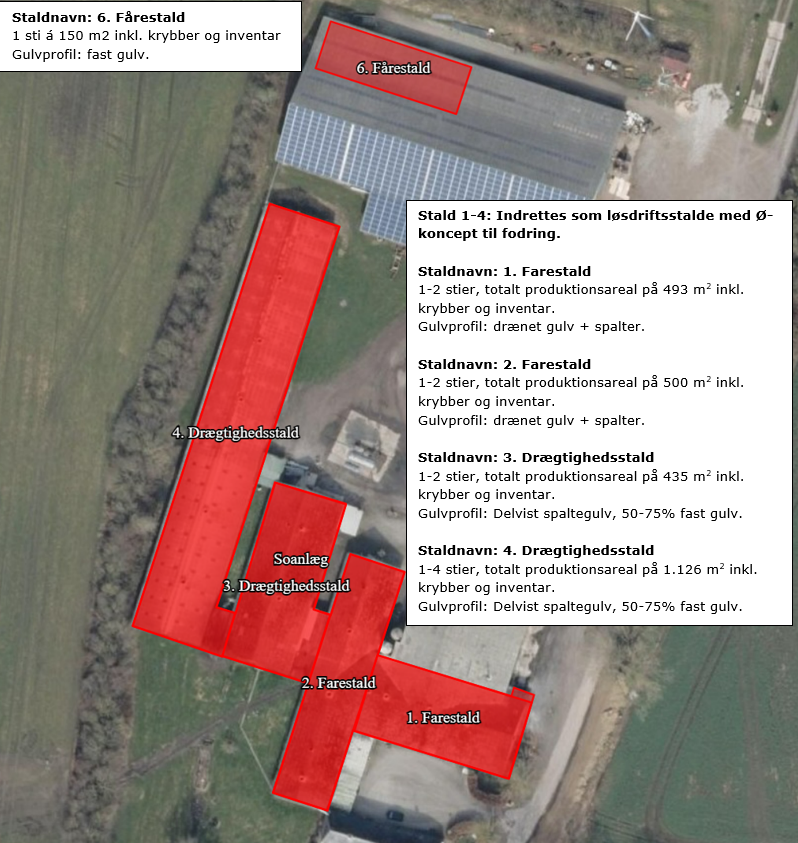 Staldnavn: 6. Fårestald
1 sti á 150 m2 inkl. krybber og inventar
Gulvprofil: fast gulv.
6. Fårestald
Stald 1-4: Indrettes som løsdriftsstalde med Ø-
koncept til fodring.
Staldnavn: 1. Farestald
1-2 stier, totalt produktionsareal på 493 m² inkl.
krybber og inventar.
Gulvprofil: drænet gulv + spalter.
Staldnavn: 2. Farestald
1-2 stier, totalt produktionsareal på 500 m² inkl.
krybber og inventar.
Gulvprofil: drænet gulv + spalter.
Staldnavn: 3. Drægtighedsstald
1-2 stier, totalt produktionsareal på 435 m² inkl.
krybber og inventar.
Gulvprofil: Delvist spaltegulv, 50-75% fast gulv.
Staldnavn: 4. Drægtighedsstald
1-4 stier, totalt produktionsareal på 1.126 m² inkl.
krybber og inventar.
Gulvprofil: Delvist spaltegulv, 50-75% fast gulv.
4. Drægtighedsstald
Soanlæg
3. Drægtighedsstald
2. Farestald
1. Farestald